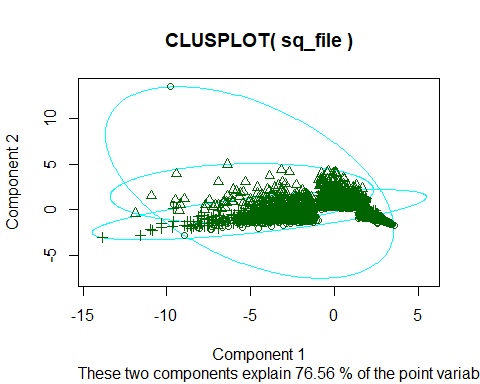 CLUSPLOT( sq_file )
Component 2
10
5
0
-5
-15
-10
-5
0
5
Component 1
These two components explain 76.56 % of the point variab